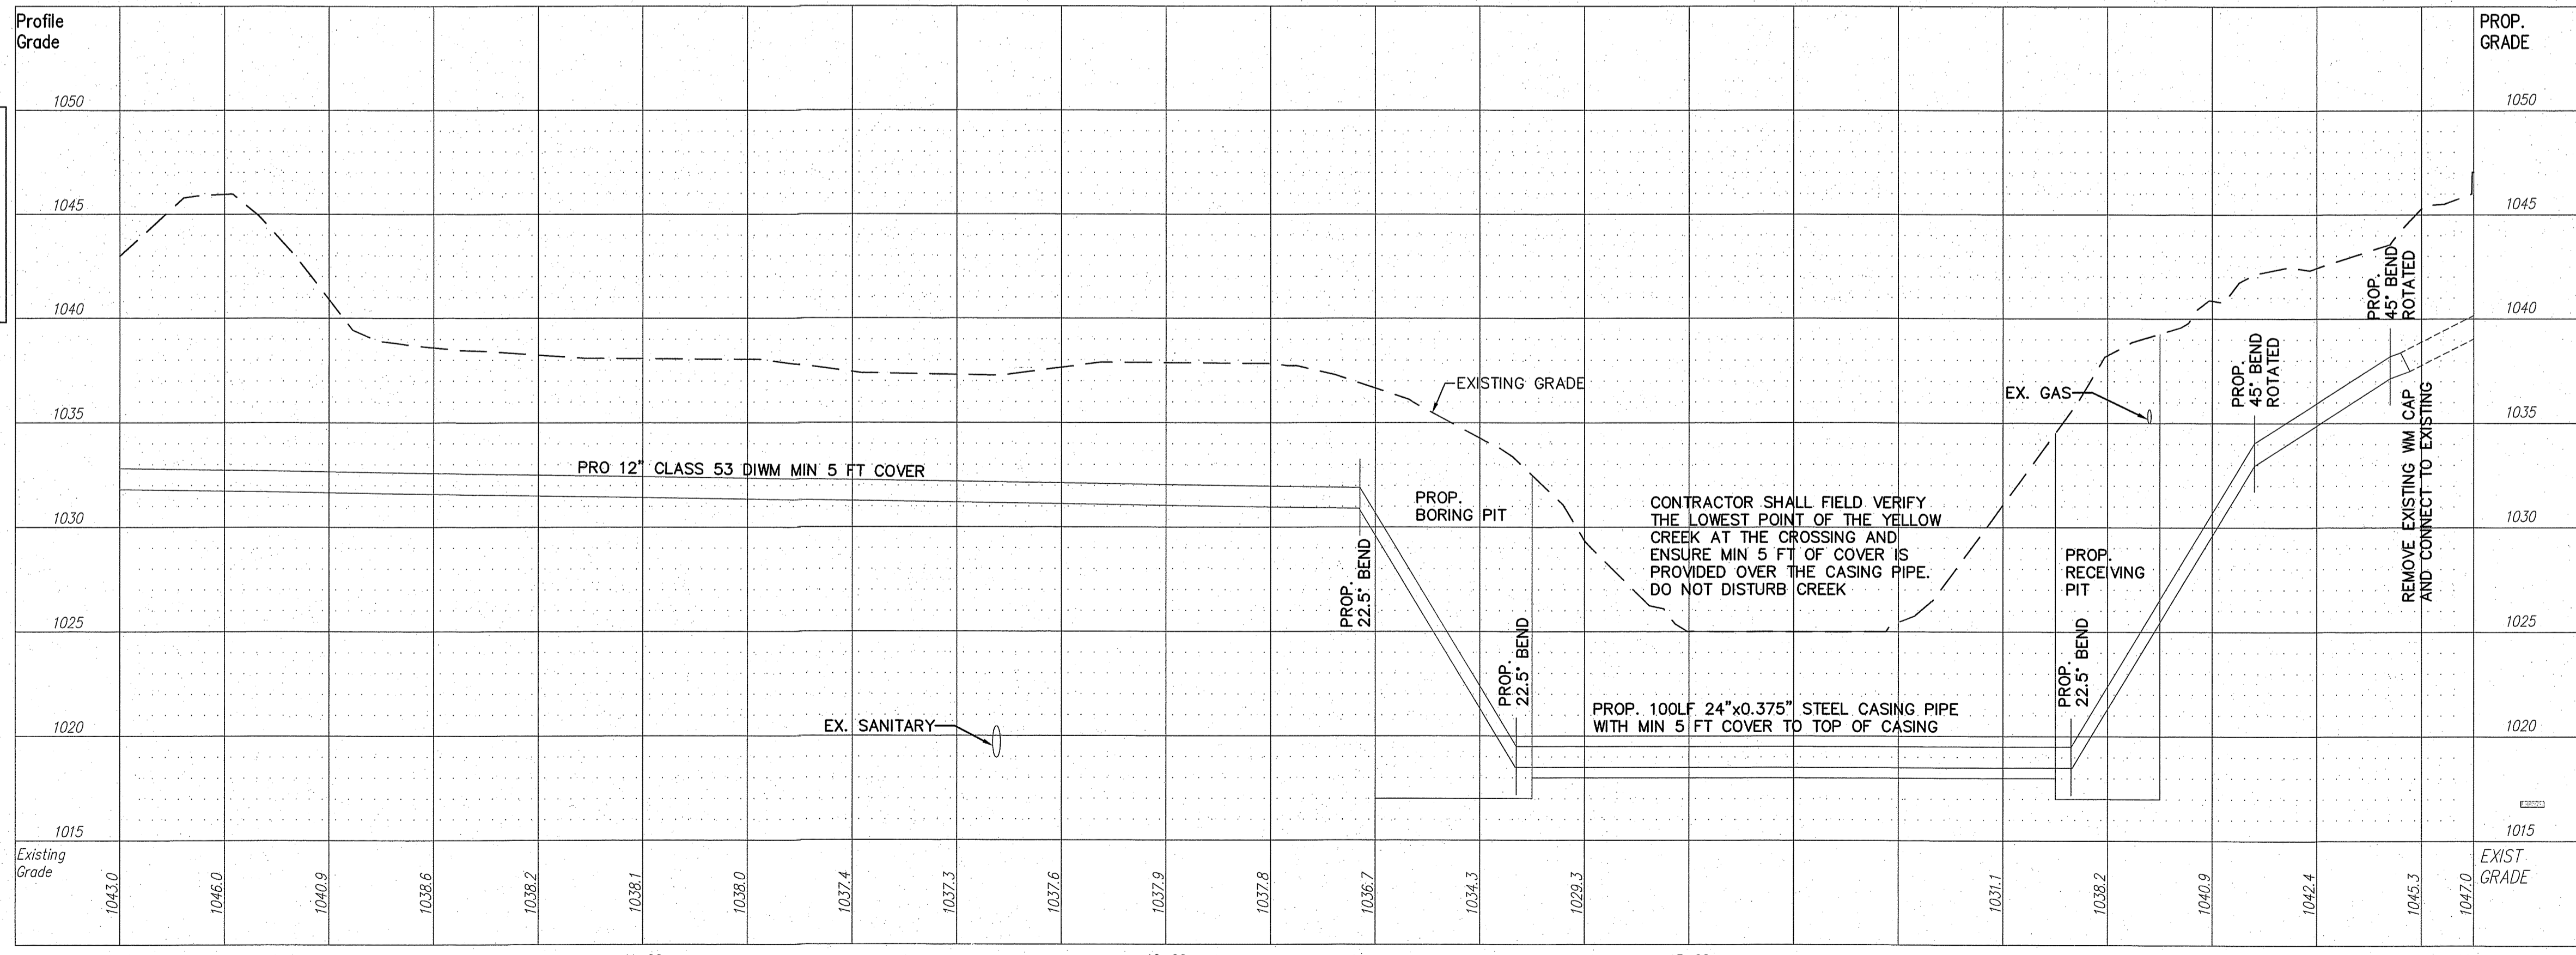 Profile
Grade
PROP.
GRADE
1050
1050
1045
1045
1040
1040
PROP.
45° BEND
ROTATED
PROP.
45° BEND
ROTATED
EXISTING GRADE
EX. GAS
1035
1035
PRO 12" CLASS 53 DIWM MIN 5 FT COVER
REMOVE EXISTING WM CAP
AND CONNECT TO EXISTING
PROP.
BORING PIT
CONTRACTOR SHALL FIELD VERIFY
THE LOWEST POINT OF THE YELLOW
CREEK AT THE CROSSING AND
ENSURE MIN 5 FT OF COVER IS
PROVIDED OVER THE CASING PIPE.
DO NOT DISTURB CREEK
1030
1030
PROP.
22.5° BEND
PROP.
RECEIVING
PIT
1025
1025
PROP.
22.5° BEND
PROP.
22.5° BEND
EX. SANITARY
PROP. 100LF 24"x0.375" STEEL CASING PIPE
WITH MIN 5 FT COVER TO TOP OF CASING
1020
1020
1015
1015
Existing
Grade
EXIST
GRADE
1043.0
1046.0
1040.9
1038.6
1038.2
1038.1
1038.0
1037.4
1037.3
1037.6
1037.9
1037.8
1036.7
1034.3
1029.3
1031.1
1038.2
1040.9
1042.4
1045.3
1047.0